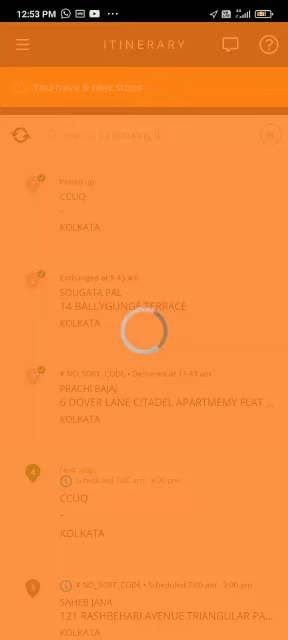 12:53 PM
ITINERARY
You have 6 new stops
Search by tracking id
Picked up
CCUQ
-
KOLKATA
Exchanged at 9:45 am
SOUGATA PAL
14 BALLYGUNGE TERRACE
KOLKATA
# NO_SORT_CODE • Delivered at 11:44 am
PRACHI BAJAJ
6 DOVER LANE CITADEL APARTMEMY FLAT ...
KOLKATA
4
Next stop
Scheduled 7:00 am - 9:00 pm
CCUQ
-
KOLKATA
5
# NO_SORT_CODE • Scheduled 7:00 am - 9:00 pm
SAHEB JANA
121 RASHBEHARI AVENUE TRIANGULAR PA...
KOLKATA